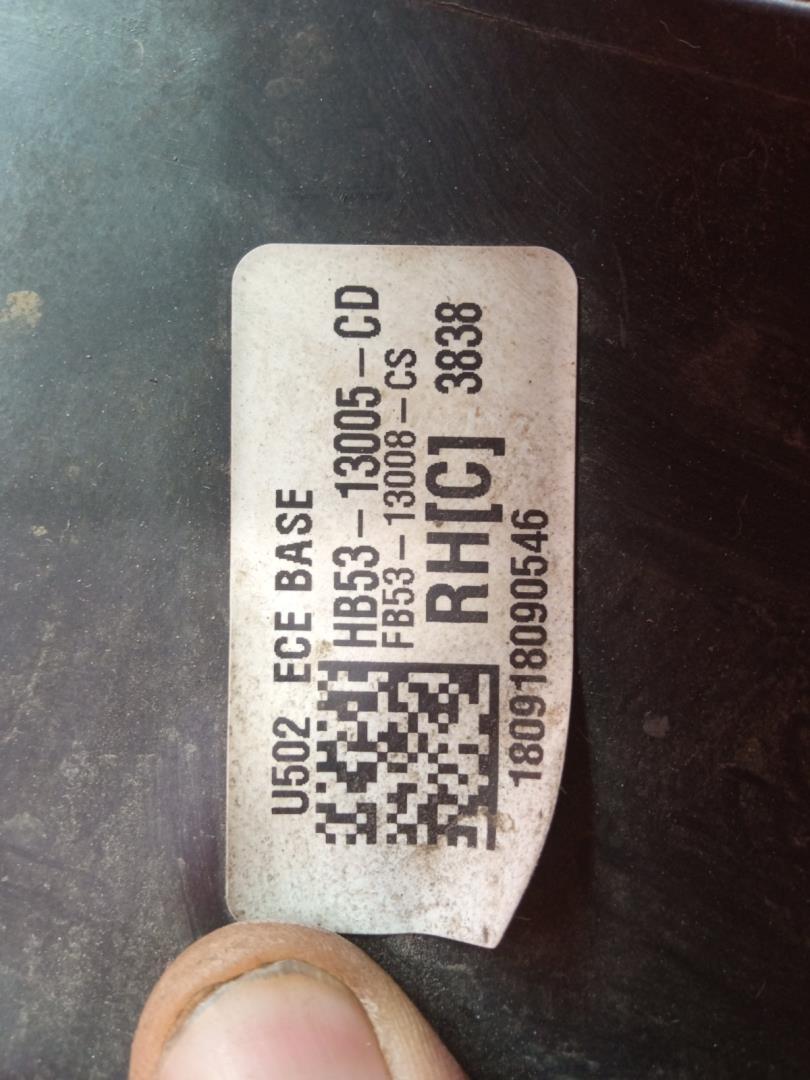 U502 ECE BASE
HB53-13005-CD
FB53-13008-CS
RH[C] 3838
180918090546